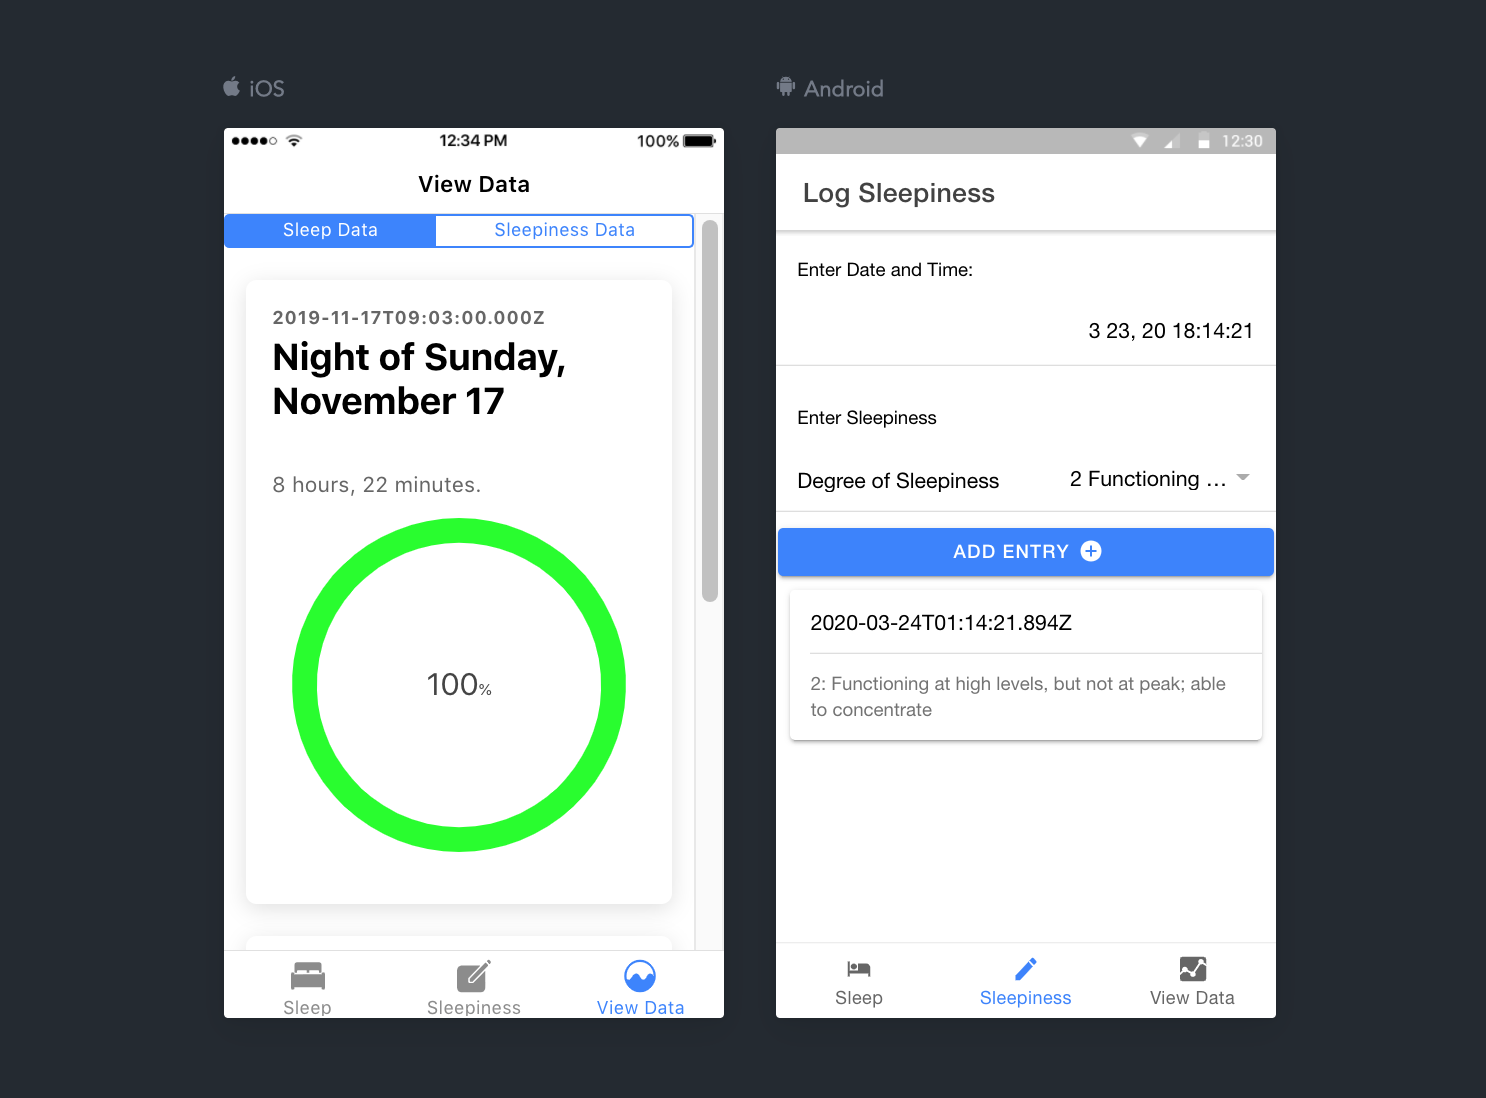 iOS
12:34 PM
100%
View Data
Sleep Data
Sleepiness Data
2019-11-17T09:03:00.000Z
Night of Sunday,
November 17
8 hours, 22 minutes.
100%
Sleep
Sleepiness
View Data
Android
12:30
Log Sleepiness
Enter Date and Time:
3 23, 20 18:14:21
Enter Sleepiness
Degree of Sleepiness
2 Functioning ...
ADD ENTRY
2020-03-24T01:14:21.894Z
2: Functioning at high levels, but not at peak; able
to concentrate
Sleep
Sleepiness
View Data